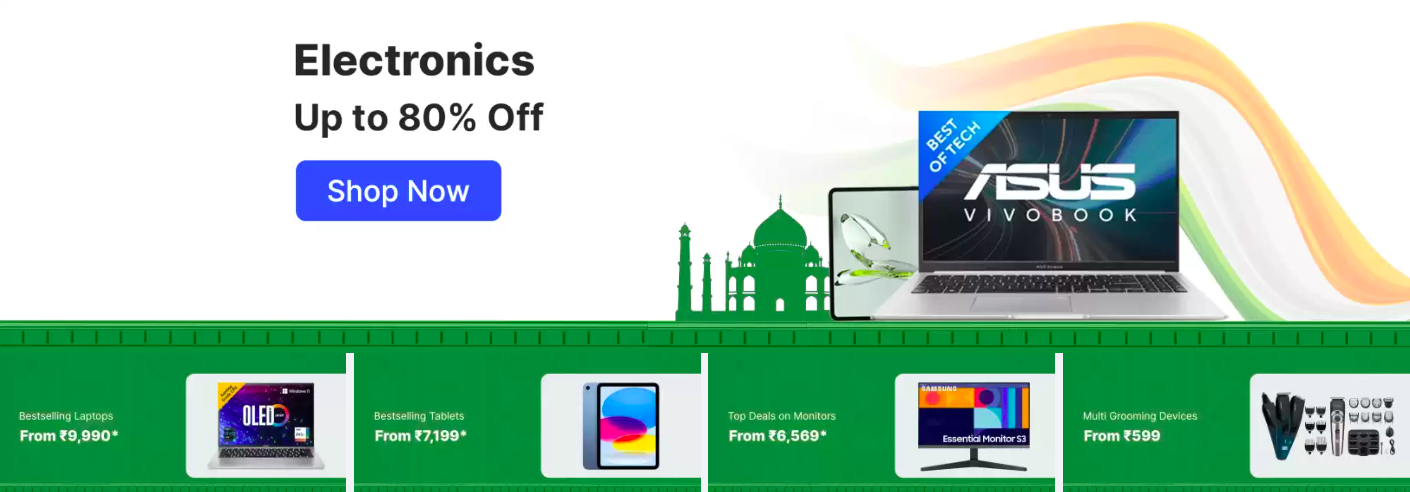 Electronics
Up to 80% Off
Shop Now
BEST
OF TECH
ASUS
VIVOBOOK
Bestselling Laptops
From ₹9,990*
OLED
Windows 11
Bestselling Tablets
From ₹7,199*
Top Deals on Monitors
From ₹6,569*
SAMSUNG
Essential Monitor S3
Multi Grooming Devices
From ₹599